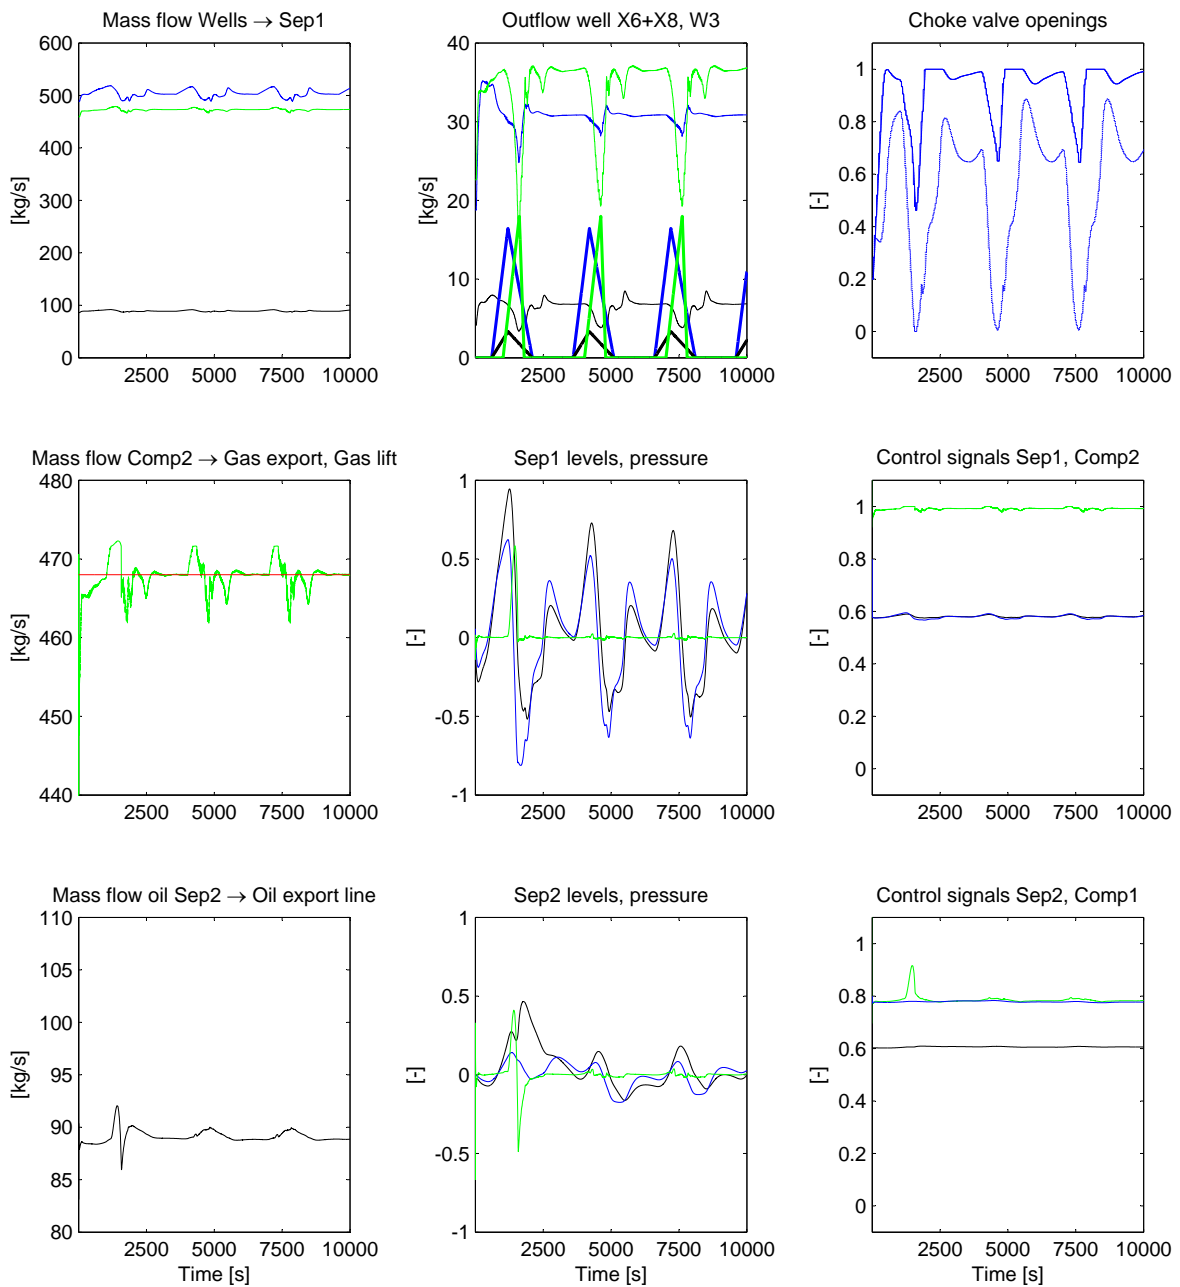 Mass flow Wells → Sep1
Outflow well X6+X8, W3
Choke valve openings
600
500
400
300
200
100
0
[kg/s]
2500 5000 7500 10000
40
30
20
10
0
[kg/s]
2500 5000 7500 10000
1
0.8
0.6
0.4
0.2
0
[-]
2500 5000 7500 10000
Mass flow Comp2 → Gas export, Gas lift
Sep1 levels, pressure
Control signals Sep1, Comp2
480
470
460
450
440
[kg/s]
2500 5000 7500 10000
1
0.5
0
-0.5
-1
[-]
2500 5000 7500 10000
1
0.8
0.6
0.4
0.2
0
[-]
2500 5000 7500 10000
Mass flow oil Sep2 → Oil export line
Sep2 levels, pressure
Control signals Sep2, Comp1
110
105
100
95
90
85
80
[kg/s]
2500 5000 7500 10000
Time [s]
1
0.5
0
-0.5
-1
[-]
2500 5000 7500 10000
Time [s]
1
0.8
0.6
0.4
0.2
0
[-]
2500 5000 7500 10000
Time [s]